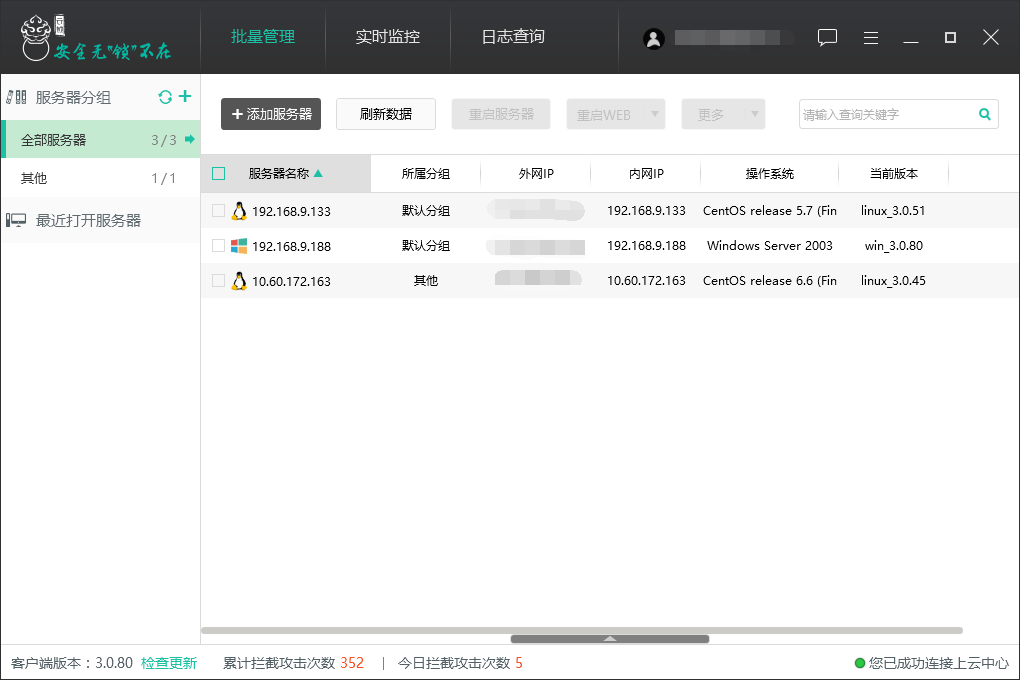 安全无“锁”不在
批量管理
实时监控
日志查询
服务器分组
全部服务器 3 / 3
其他 1 / 1
最近打开服务器
添加服务器 刷新数据 重启服务器 重启WEB 更多 请输入查询关键字
服务器名称 所属分组 外网IP 内网IP 操作系统 当前版本
192.168.9.133 默认分组 192.168.9.133 CentOS release 5.7 (Fin linux_3.0.51
192.168.9.188 默认分组 192.168.9.188 Windows Server 2003 win_3.0.80
10.60.172.163 其他 10.60.172.163 CentOS release 6.6 (Fin linux_3.0.45
客户端版本：3.0.80 检查更新 累计拦截攻击次数 352 | 今日拦截攻击次数 5 您已成功连接上云中心